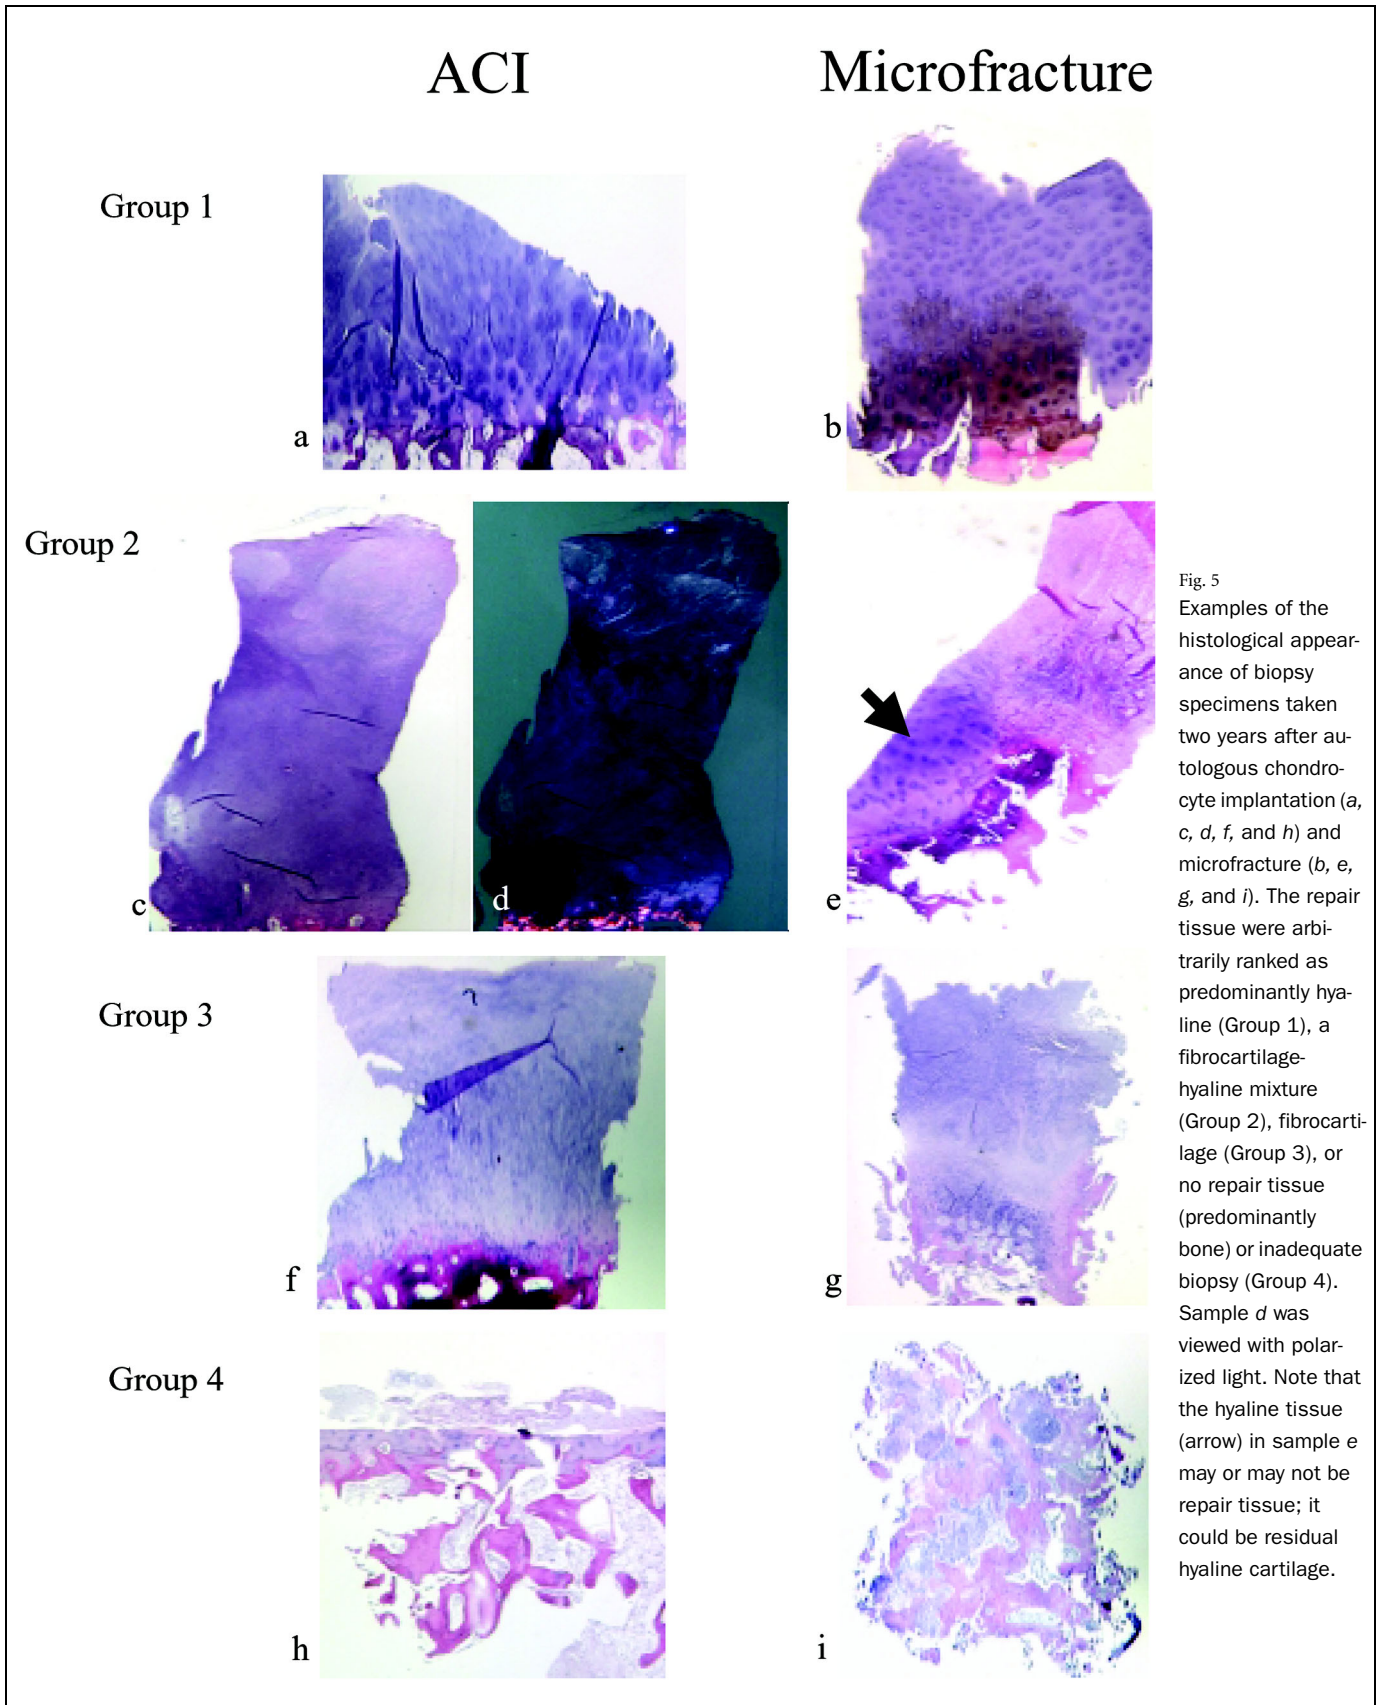 ACI
Microfracture
Group 1
a
b
Group 2
c
d
e
Group 3
f
g
Group 4
h
i
Fig. 5
Examples of the
histological appear-
ance of biopsy
specimens taken
two years after au-
tologous chondro-
cyte implantation (a,
c, d, f, and h) and
microfracture (b, e,
g, and i). The repair
tissue were arbi-
trarily ranked as
predominantly hya-
line (Group 1), a
fibrocartilage-
hyaline mixture
(Group 2), fibrocarti-
lage (Group 3), or
no repair tissue
(predominantly
bone) or inadequate
biopsy (Group 4).
Sample d was
viewed with polar-
ized light. Note that
the hyaline tissue
(arrow) in sample e
may or may not be
repair tissue; it
could be residual
hyaline cartilage.